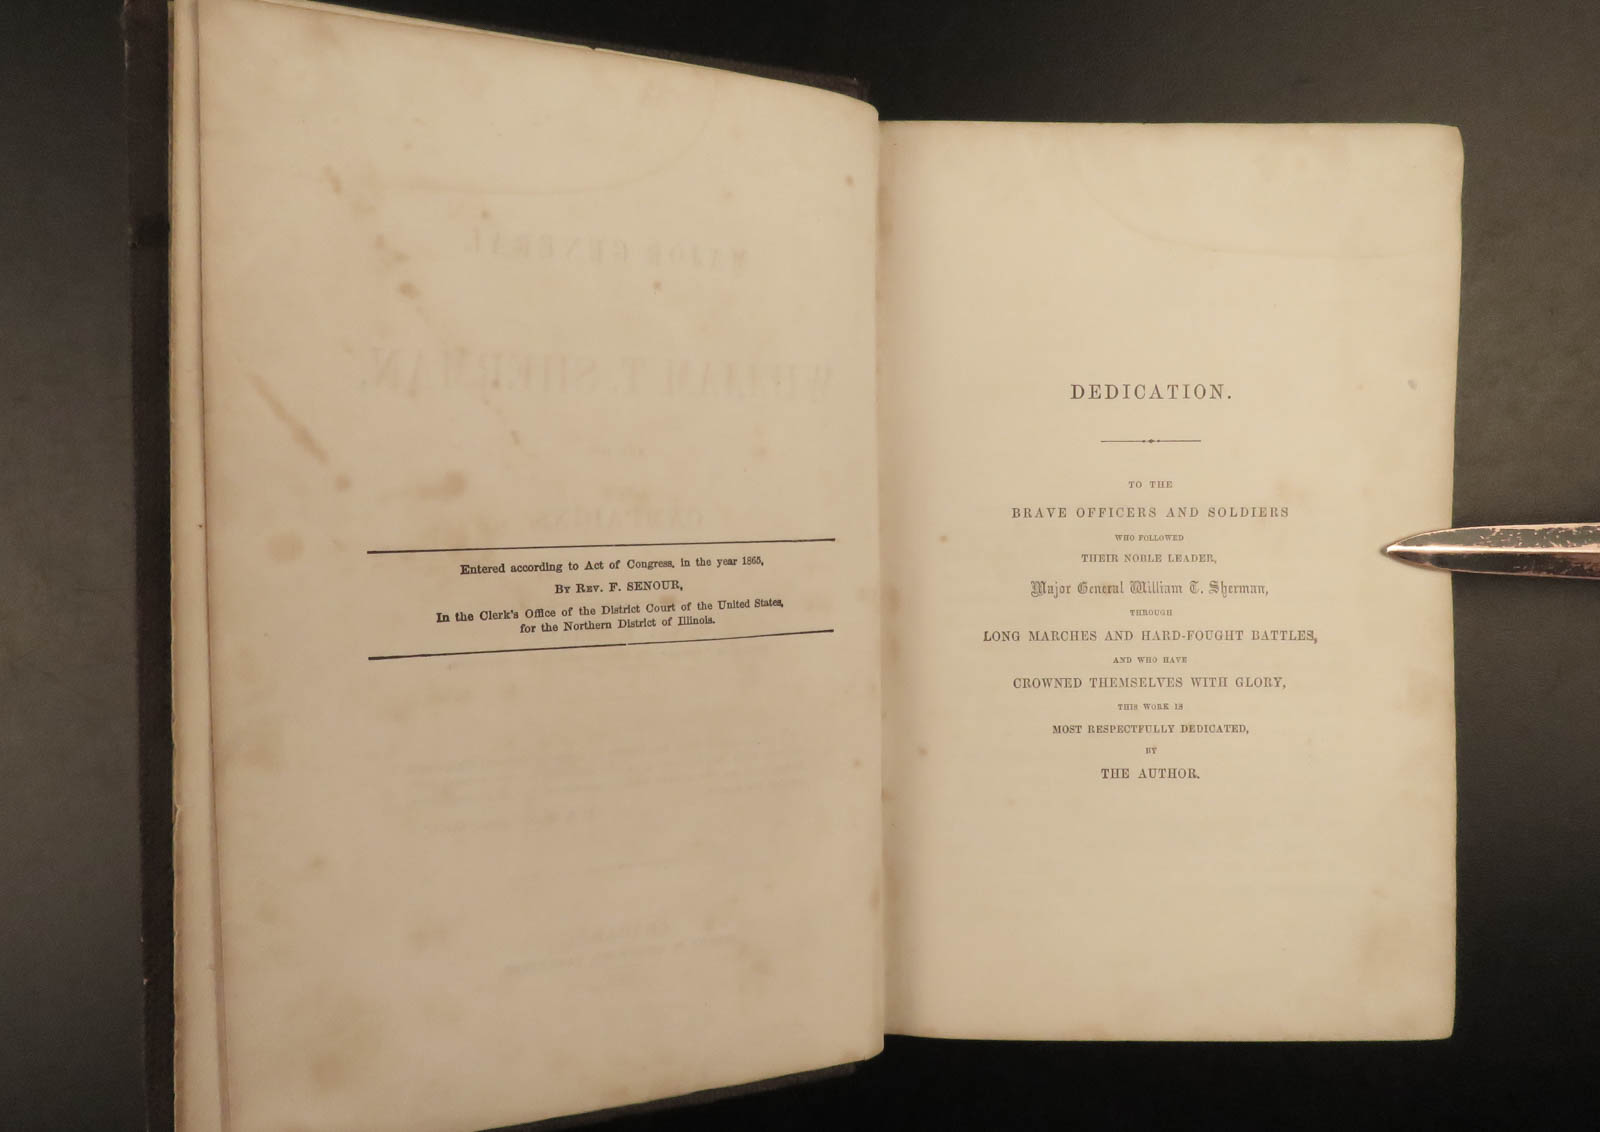 Entered according to Act of Congress, in the year 1865,
By Rev. F. SENOUR,
In the Clerk's Office of the District Court of the United States,
for the Northern District of Illinois.
DEDICATION.
TO THE
BRAVE OFFICERS AND SOLDIERS
WHO FOLLOWED
THEIR NOBLE LEADER,
Major General William T. Sherman,
THROUGH
LONG MARCHES AND HARD-FOUGHT BATTLES,
AND WHO HAVE
CROWNED THEMSELVES WITH GLORY,
THIS WORK IS
MOST RESPECTFULLY DEDICATED,
BY
THE AUTHOR.